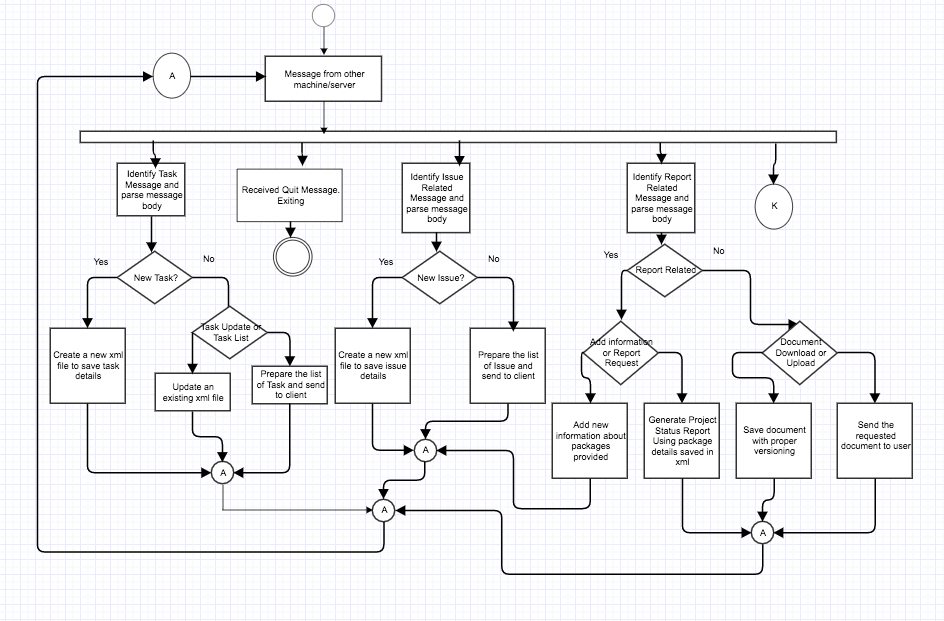 A
Message from other
machine/server
Identify Task
Message and
parse message
body
Received Quit Message.
Exiting
Identify Issue
Related
Message and
parse message
body
Identify Report
Related
Message and
parse message
body
K
Yes
No
New Task?
Yes
No
New Issue?
Yes
No
Report Related
Task Update or
Task List
Add information
or Report
Request
Document
Download or
Upload
Create a new xml
file to save task
details
Update an
existing xml file
Prepare the list
of Task and send
to client
Create a new xml
file to save issue
details
Prepare the list
of Issue and
send to client
Add new
information about
packages
provided
Generate Project
Status Report
Using package
details saved in
xml
Save document
with proper
versioning
Send the
requested
document to user
A
A
A
A